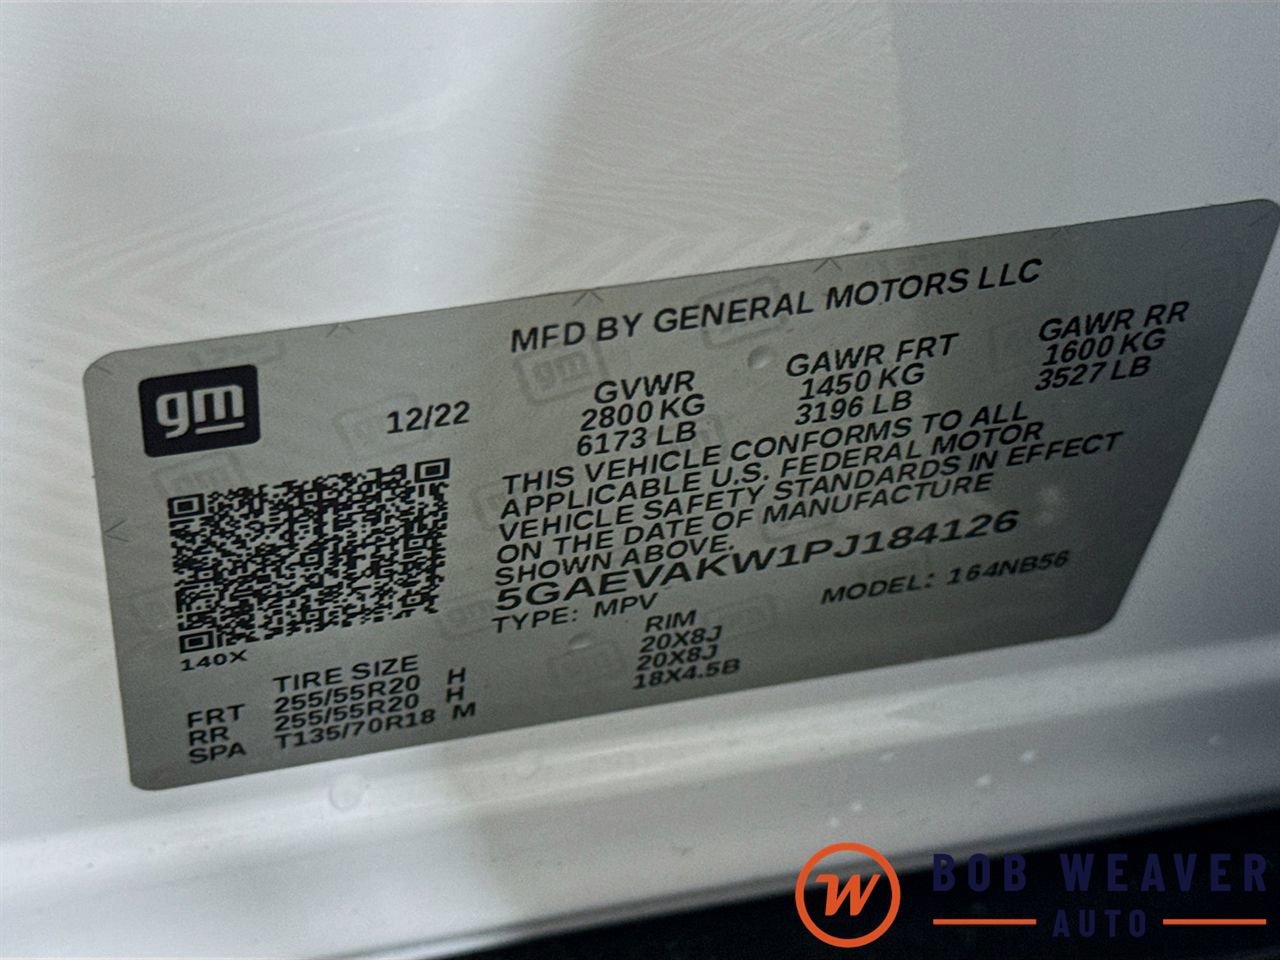 MFD BY GENERAL MOTORS LLC
gm
12/22
GVWR
2800 KG
6173 LB
GAWR FRT
1450 KG
3196 LB
GAWR RR
1600 KG
3527 LB
THIS VEHICLE CONFORMS TO ALL
APPLICABLE U.S. FEDERAL MOTOR
VEHICLE SAFETY STANDARDS IN EFFECT
ON THE DATE OF MANUFACTURE
SHOWN ABOVE.
5GAEVAKW1PJ184126
TYPE: MPV MODEL: 164NB56
140X
TIRE SIZE RIM
FRT 255/55R20 H 20X8J
RR 255/55R20 H 20X8J
SPA T135/70R18 M 18X4.5B
W
BOB WEAVER
AUTO